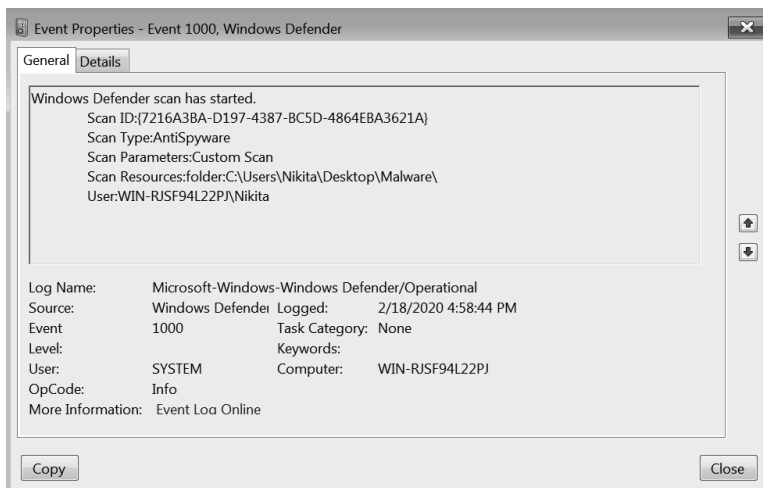 Event Properties - Event 1000, Windows Defender
General Details
Windows Defender scan has started.
Scan ID:{7216A3BA-D197-4387-BC5D-4864EBA3621A}
Scan Type:AntiSpyware
Scan Parameters:Custom Scan
Scan Resources:folder:C:\Users\Nikita\Desktop\Malware\
User:WIN-RJSF94L22PJ\Nikita
Log Name: Microsoft-Windows-Windows Defender/Operational
Source: Windows Defender Logged: 2/18/2020 4:58:44 PM
Event 1000 Task Category: None
Level: Keywords:
User: SYSTEM Computer: WIN-RJSF94L22PJ
OpCode: Info
More Information: Event Log Online
Copy Close